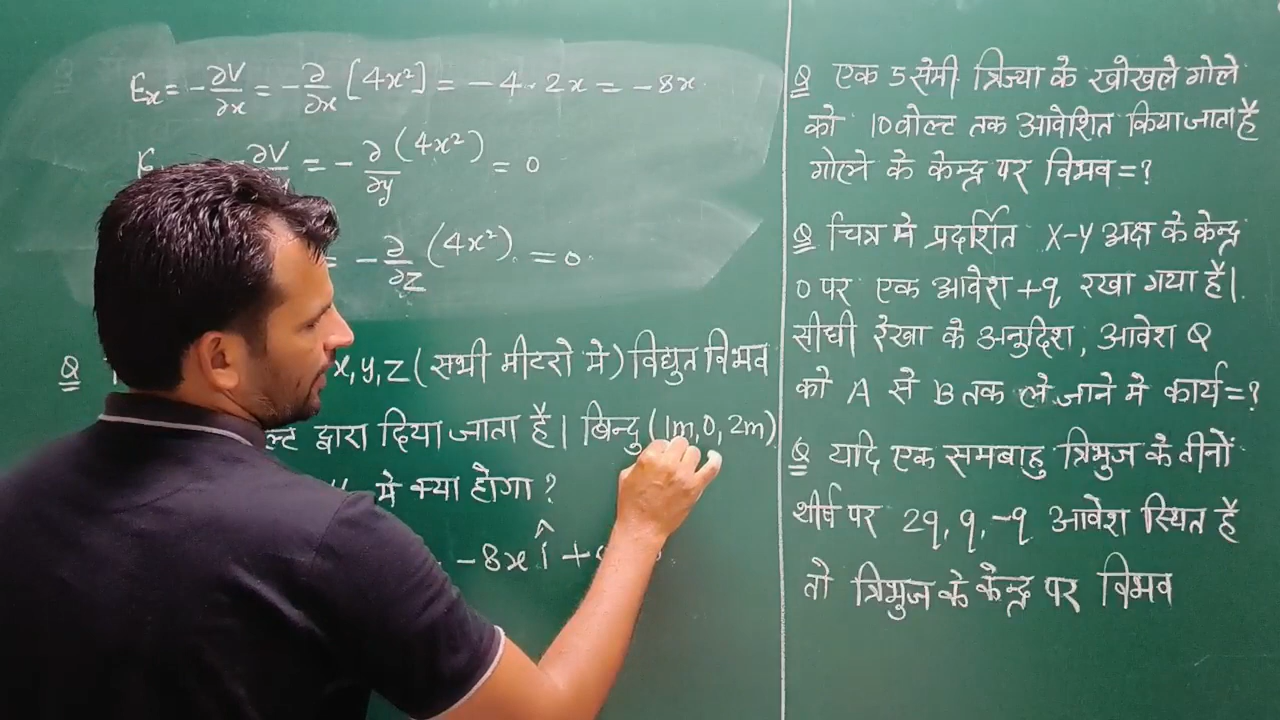 Ex = -∂V/∂x = -∂/∂x [4x²] = -4·2x = -8x.
∂V = -∂/∂y (4x²) = 0
= -∂/∂z (4x²). = 0.
Q x, y, z (सभी मीटरो मे) विद्युत विभव
ल्ट द्वारा दिया जाता है। बिन्दु (1m, 0, 2m)
मे क्या होगा ?
-8x î +
Q एक 5 सेमी. त्रिज्या के खोखले गोले
को 10 वोल्ट तक आवेशित किया जाता है
गोले के केन्द्र पर विभव = ?
Q चित्र मे प्रदर्शित X-Y अक्ष के केन्द्र
O पर एक आवेश +q रखा गया है।
सीधी रेखा के अनुदिश, आवेश Q
को A से B तक ले जाने मे कार्य = ?
Q यदि एक समबाहु त्रिभुज के तीनों
शीर्ष पर 2q, q, -q आवेश स्थित है
तो त्रिभुज के केन्द्र पर विभव